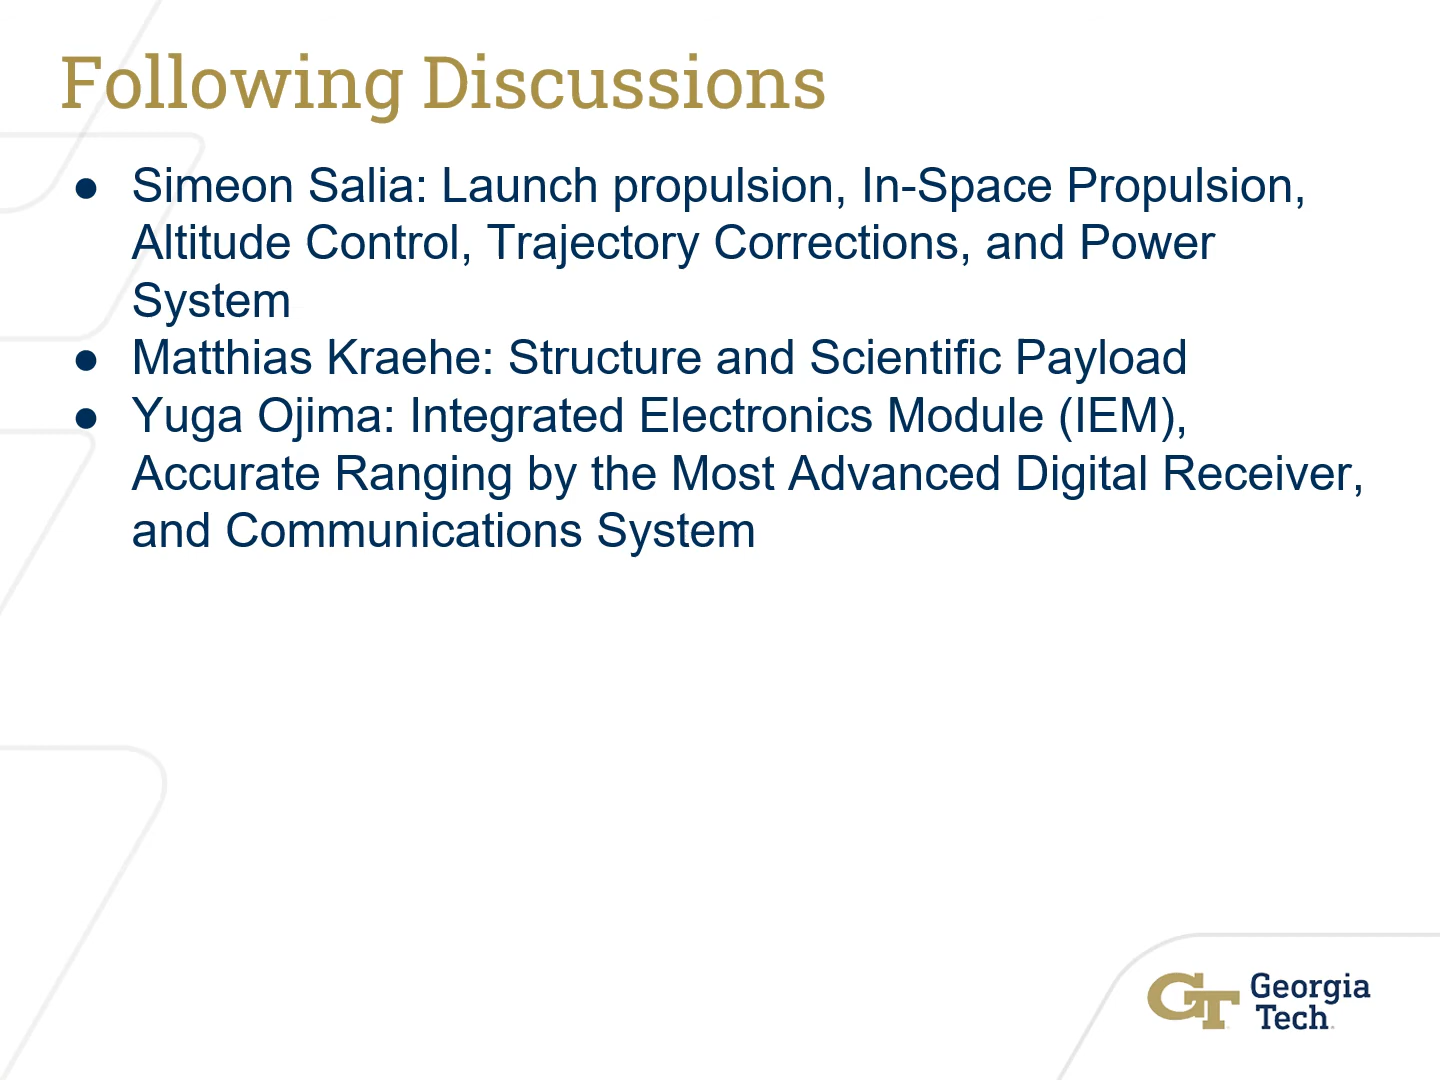 Following Discussions
● Simeon Salia: Launch propulsion, In-Space Propulsion,
Altitude Control, Trajectory Corrections, and Power
System
● Matthias Kraehe: Structure and Scientific Payload
● Yuga Ojima: Integrated Electronics Module (IEM),
Accurate Ranging by the Most Advanced Digital Receiver,
and Communications System
GT Georgia
Tech